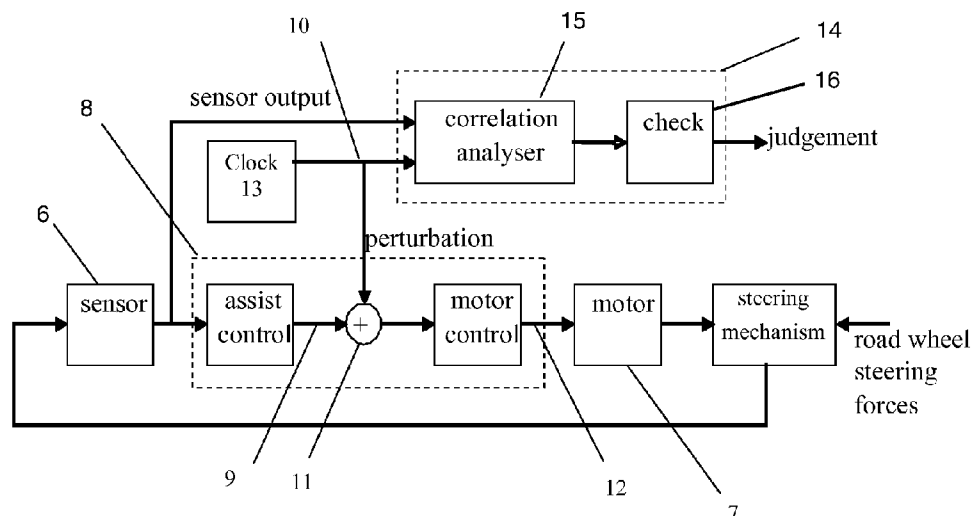 10
15
14
sensor output
16
8
correlation
analyser
check
judgement
Clock
13
6
perturbation
sensor
assist
control
+
motor
control
motor
steering
mechanism
road wheel
steering
forces
9
11
12
7